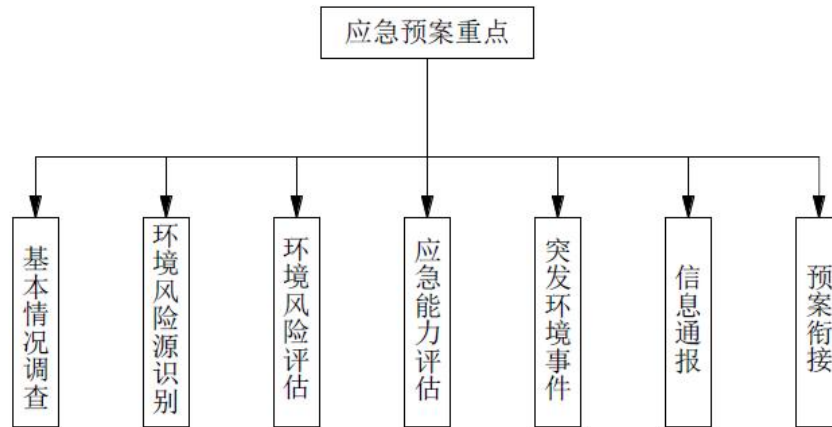 应急预案重点
基本情况调查
环境风险源识别
环境风险评估
应急能力评估
突发环境事件
信息通报
预案衔接